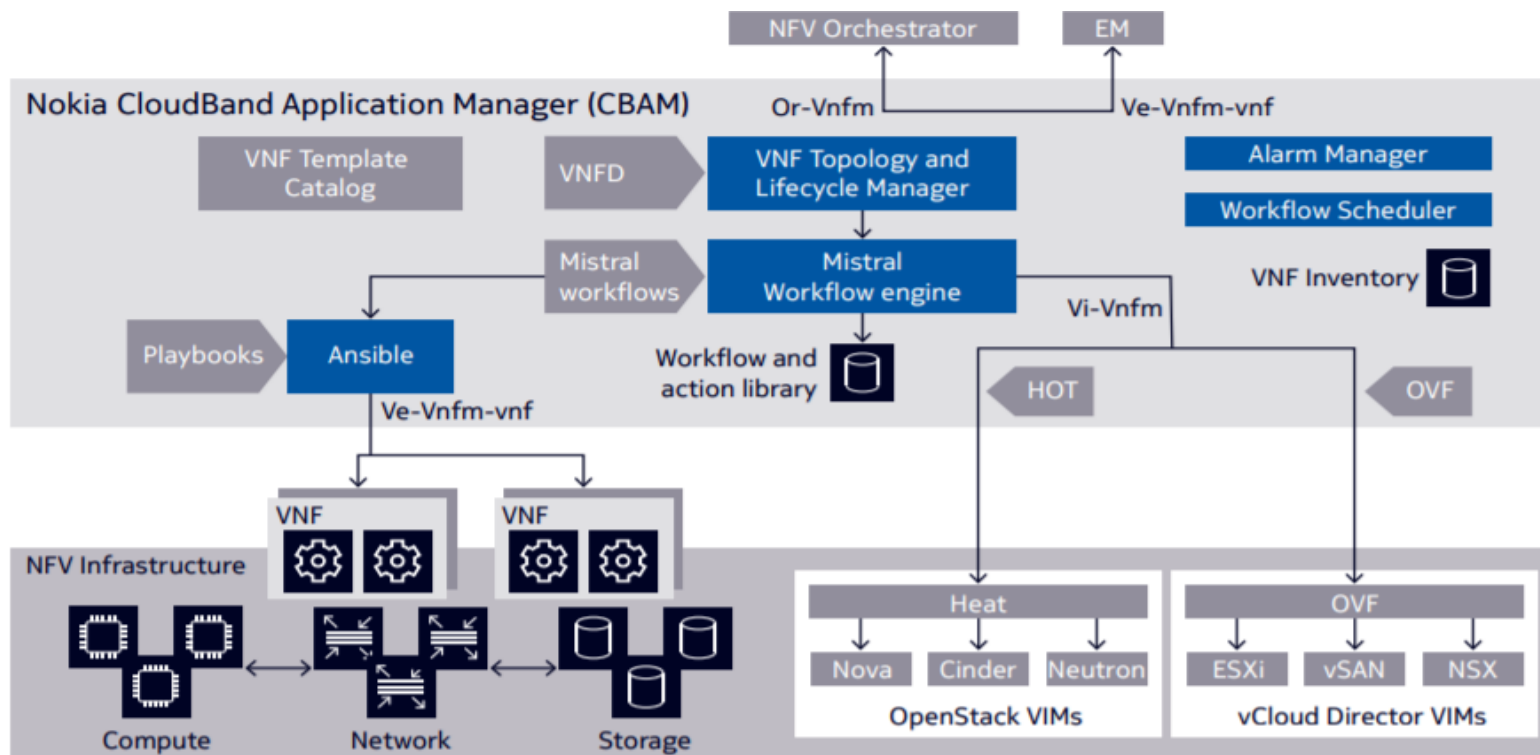 NFV Orchestrator
EM
Nokia CloudBand Application Manager (CBAM)
Or-Vnfm
Ve-Vnfm-vnf
VNF Template
Catalog
VNFD
VNF Topology and
Lifecycle Manager
Alarm Manager
Workflow Scheduler
Mistral
workflows
Mistral
Workflow engine
VNF Inventory
Vi-Vnfm
Playbooks
Ansible
Workflow and
action library
HOT
OVF
Ve-Vnfm-vnf
VNF
VNF
NFV Infrastructure
Heat
OVF
Nova
Cinder
Neutron
ESXi
vSAN
NSX
OpenStack VIMs
vCloud Director VIMs
Compute
Network
Storage